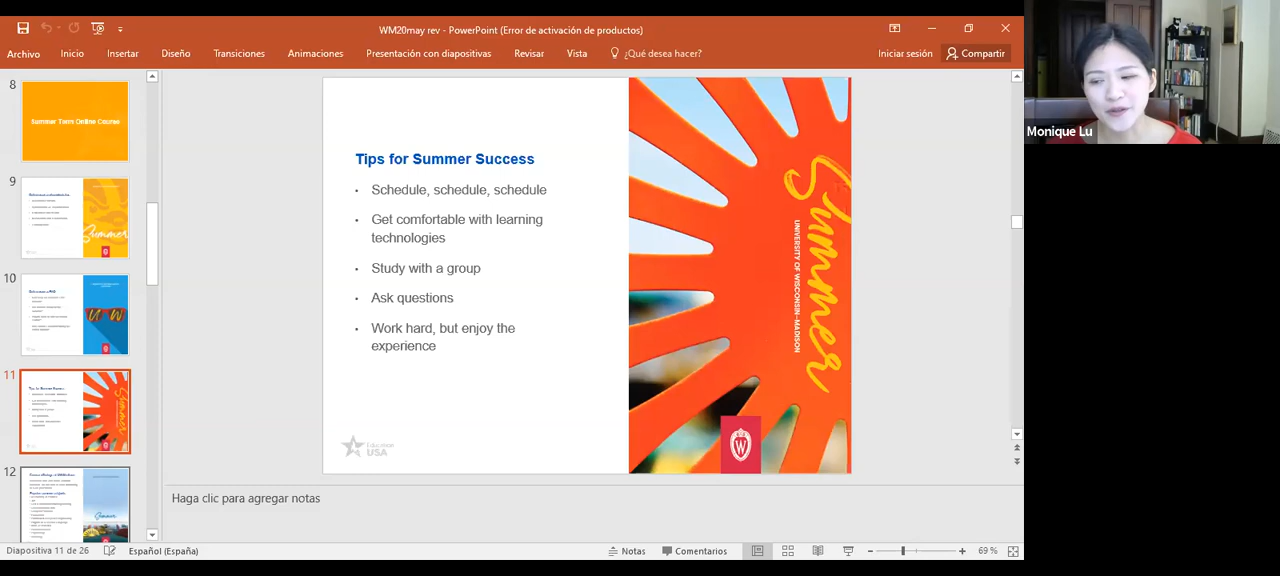 WM20may rev - PowerPoint (Error de activación de productos)
Archivo Inicio Insertar Diseño Transiciones Animaciones Presentación con diapositivas Revisar Vista ¿Qué desea hacer? Iniciar sesión Compartir
Monique Lu
8
Summer Term Online Course
9
Summer
10
11
Summer
12
Tips for Summer Success
• Schedule, schedule, schedule
• Get comfortable with learning
technologies
• Study with a group
• Ask questions
• Work hard, but enjoy the
experience
Education
USA
Summer
UNIVERSITY OF WISCONSIN–MADISON
W
Haga clic para agregar notas
Diapositiva 11 de 26 Español (España) Notas Comentarios 69 %